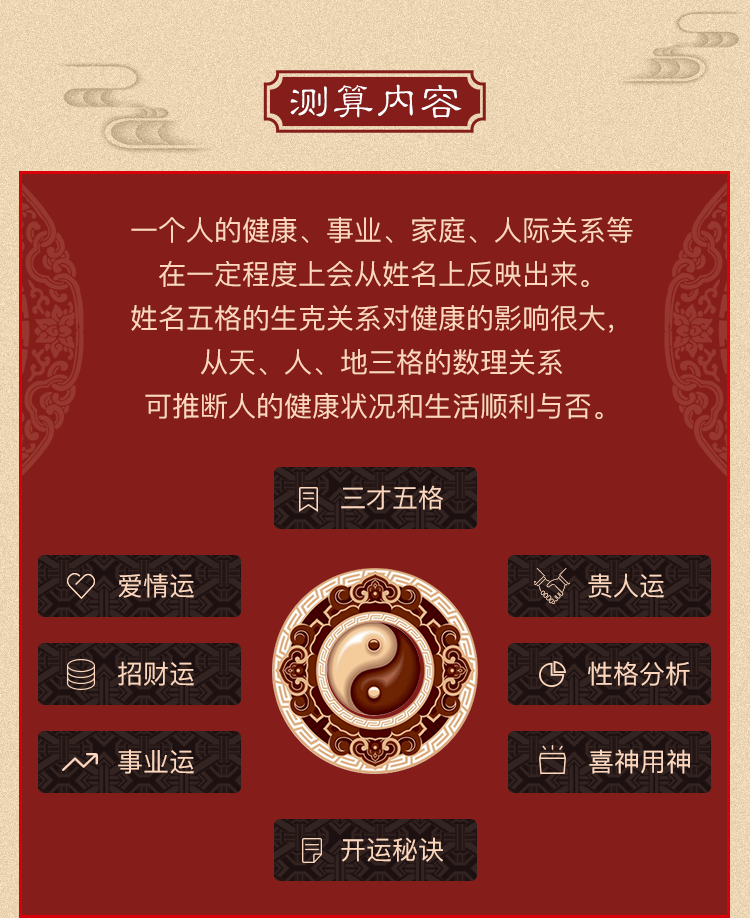 测算内容
一个人的健康、事业、家庭、人际关系等
在一定程度上会从姓名上反映出来。
姓名五格的生克关系对健康的影响很大,
从天、人、地三格的数理关系
可推断人的健康状况和生活顺利与否。
三才五格
爱情运
贵人运
招财运
性格分析
事业运
喜神用神
开运秘诀